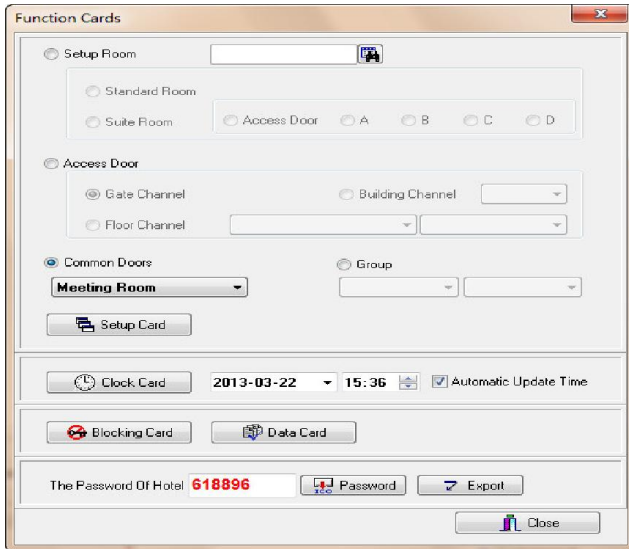 Function Cards
Setup Room
Standard Room
Suite Room Access Door A B C D
Access Door
Gate Channel Building Channel
Floor Channel
Common Doors Group
Meeting Room
Setup Card
Clock Card 2013-03-22 15:36 Automatic Update Time
Blocking Card Data Card
The Password Of Hotel 618896 ICO Password Export
Close